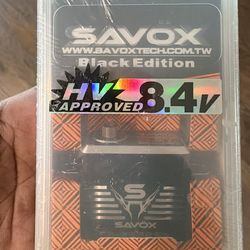 SAVOX
WWW.SAVOXTECH.COM.TW
Black Edition
HV
APPROVED
8.4V
S
SAVOX